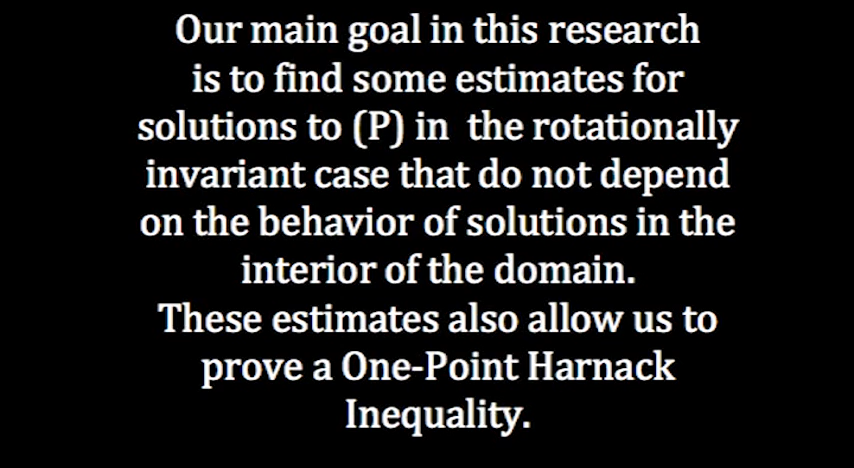 Our main goal in this research
is to find some estimates for
solutions to (P) in  the rotationally
invariant case that do not depend
on the behavior of solutions in the
interior of the domain.
These estimates also allow us to
prove a One-Point Harnack
Inequality.